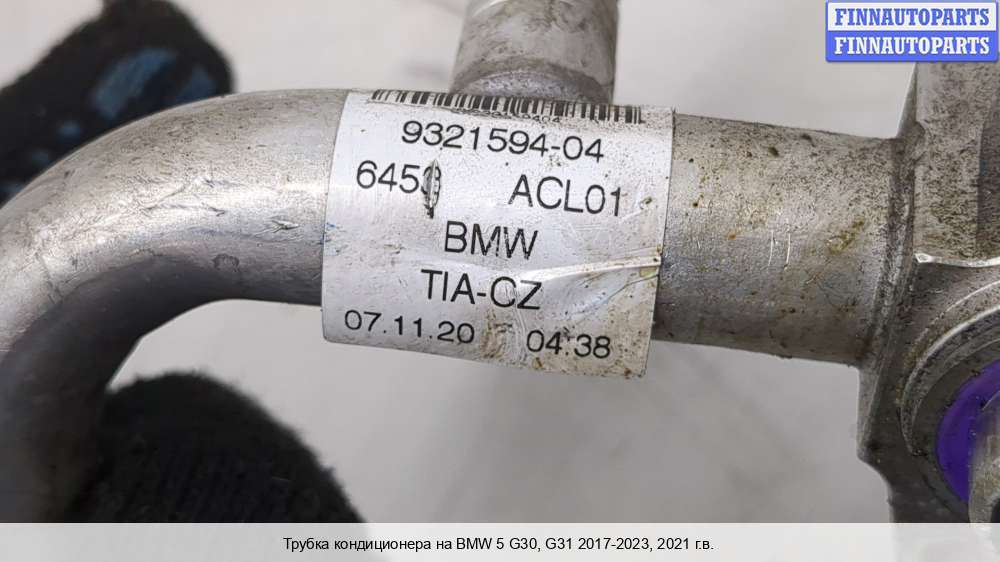 FINNAUTOPARTS
FINNAUTOPARTS
9321594-04
ACL01
BMW
TIA-CZ
07.11.20 04:38
Трубка кондиционера на BMW 5 G30, G31 2017-2023, 2021 г.в.